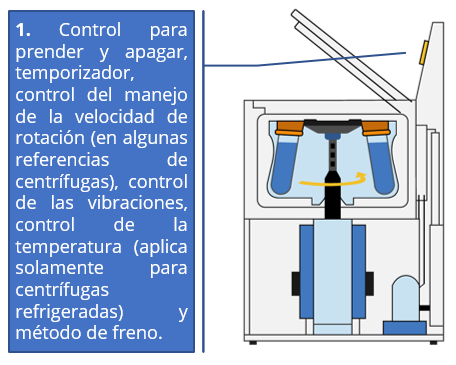 1. Control para
prender y apagar,
temporizador,
control del manejo
de la velocidad de
rotación (en algunas
referencias de
centrífugas), control
de las vibraciones,
control de la
temperatura (aplica
solamente para
centrífugas
refrigeradas) y
método de freno.